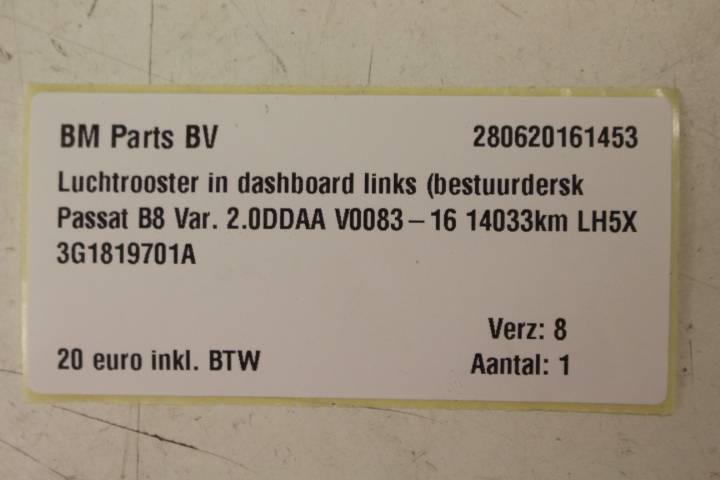 BM Parts BV 280620161453
Luchtrooster in dashboard links (bestuurdersk
Passat B8 Var. 2.0DDAA V0083-16 14033km LH5X
3G1819701A
Verz: 8
20 euro inkl. BTW Aantal: 1